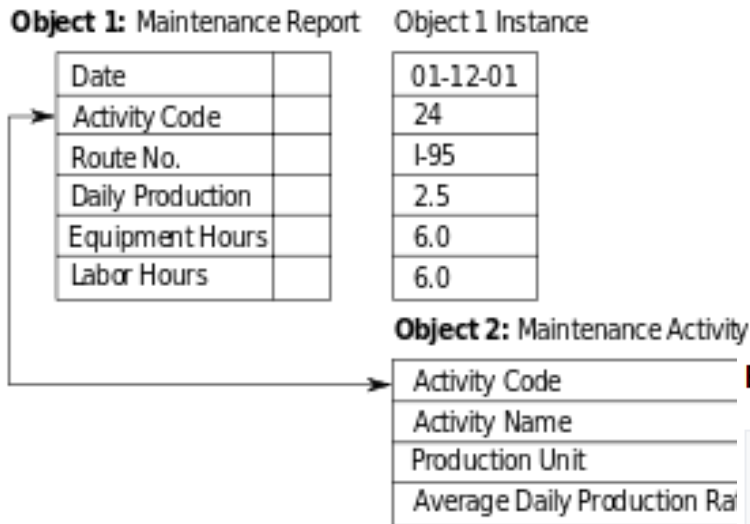 Object 1: Maintenance Report
Object 1 Instance
Date
01-12-01
Activity Code
24
Route No.
I-95
Daily Production
2.5
Equipment Hours
6.0
Labor Hours
6.0
Object 2: Maintenance Activity
Activity Code
Activity Name
Production Unit
Average Daily Production